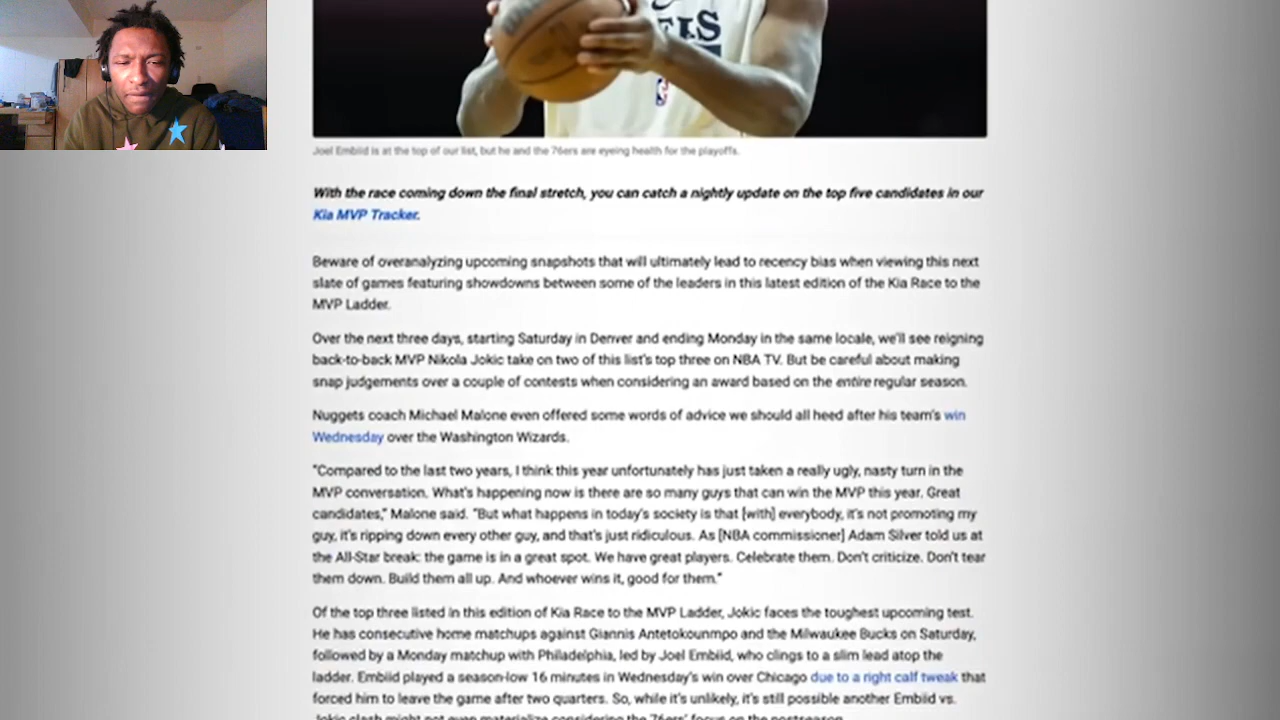 Joel Embiid is at the top of our list, but he and the 76ers are eyeing health for the playoffs.
With the race coming down the final stretch, you can catch a nightly update on the top five candidates in our
Kia MVP Tracker.
Beware of overanalyzing upcoming snapshots that will ultimately lead to recency bias when viewing this next
slate of games featuring showdowns between some of the leaders in this latest edition of the Kia Race to the
MVP Ladder.
Over the next three days, starting Saturday in Denver and ending Monday in the same locale, we'll see reigning
back-to-back MVP Nikola Jokic take on two of this list's top three on NBA TV. But be careful about making
snap judgements over a couple of contests when considering an award based on the entire regular season.
Nuggets coach Michael Malone even offered some words of advice we should all heed after his team's win
Wednesday over the Washington Wizards.
"Compared to the last two years, I think this year unfortunately has just taken a really ugly, nasty turn in the
MVP conversation. What's happening now is there are so many guys that can win the MVP this year. Great
candidates," Malone said. "But what happens in today's society is that [with] everybody, it's not promoting my
guy, it's ripping down every other guy, and that's just ridiculous. As [NBA commissioner] Adam Silver told us at
the All-Star break: the game is in a great spot. We have great players. Celebrate them. Don't criticize. Don't tear
them down. Build them all up. And whoever wins it, good for them."
Of the top three listed in this edition of Kia Race to the MVP Ladder, Jokic faces the toughest upcoming test.
He has consecutive home matchups against Giannis Antetokounmpo and the Milwaukee Bucks on Saturday,
followed by a Monday matchup with Philadelphia, led by Joel Embiid, who clings to a slim lead atop the
ladder. Embiid played a season-low 16 minutes in Wednesday's win over Chicago due to a right calf tweak that
forced him to leave the game after two quarters. So, while it's unlikely, it's still possible another Embiid vs.
Jokic clash might not even materialize considering the 76ers' focus on the postseason.